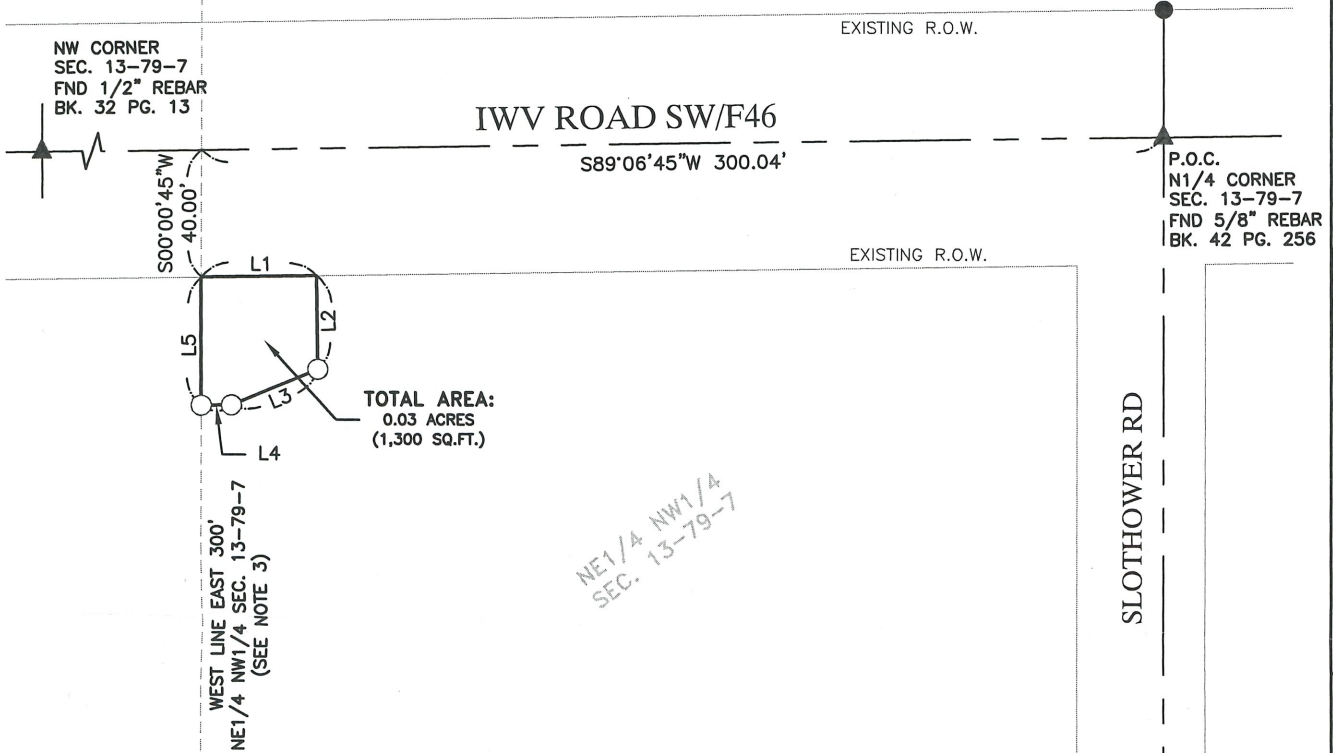 EXISTING R.O.W.
NW CORNER
SEC. 13-79-7
FND 1/2" REBAR
BK. 32 PG. 13
IWV ROAD SW/F46
S89°06'45"W 300.04'
P.O.C.
N1/4 CORNER
SEC. 13-79-7
FND 5/8" REBAR
BK. 42 PG. 256
S00°00'45"W
40.00'
EXISTING R.O.W.
L1
L2
L5
L3
L4
TOTAL AREA:
0.03 ACRES
(1,300 SQ.FT.)
NE1/4 NW1/4
SEC. 13-79-7
SLOTHOWER RD
WEST LINE EAST 300'
NE1/4 NW1/4 SEC. 13-79-7
(SEE NOTE 3)